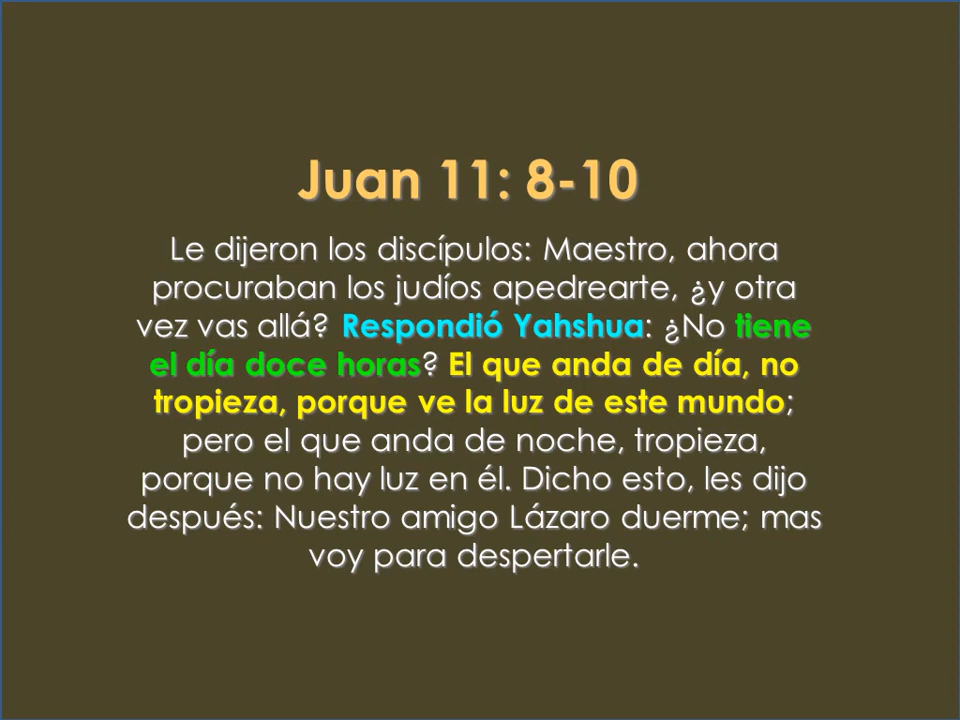 Juan 11: 8-10
Le dijeron los discípulos: Maestro, ahora
procuraban los judíos apedrearte, ¿y otra
vez vas allá? Respondió Yahshua: ¿No tiene
el día doce horas? El que anda de día, no
tropieza, porque ve la luz de este mundo;
pero el que anda de noche, tropieza,
porque no hay luz en él. Dicho esto, les dijo
después: Nuestro amigo Lázaro duerme; mas
voy para despertarle.